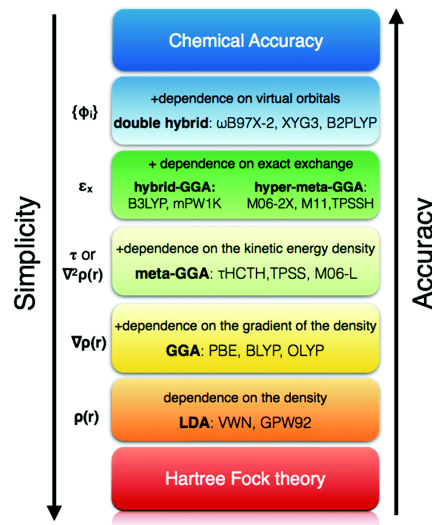 Chemical Accuracy
{ϕᵢ}
+dependence on virtual orbitals
double hybrid: ωB97X-2, XYG3, B2PLYP
εₓ
+ dependence on exact exchange
hybrid-GGA: hyper-meta-GGA:
B3LYP, mPW1K M06-2X, M11,TPSSH
τ or
∇²ρ(r)
+dependence on the kinetic energy density
meta-GGA: τHCTH,TPSS, M06-L
∇ρ(r)
+dependence on the gradient of the density
GGA: PBE, BLYP, OLYP
ρ(r)
dependence on the density
LDA: VWN, GPW92
Hartree Fock theory
Simplicity
Accuracy